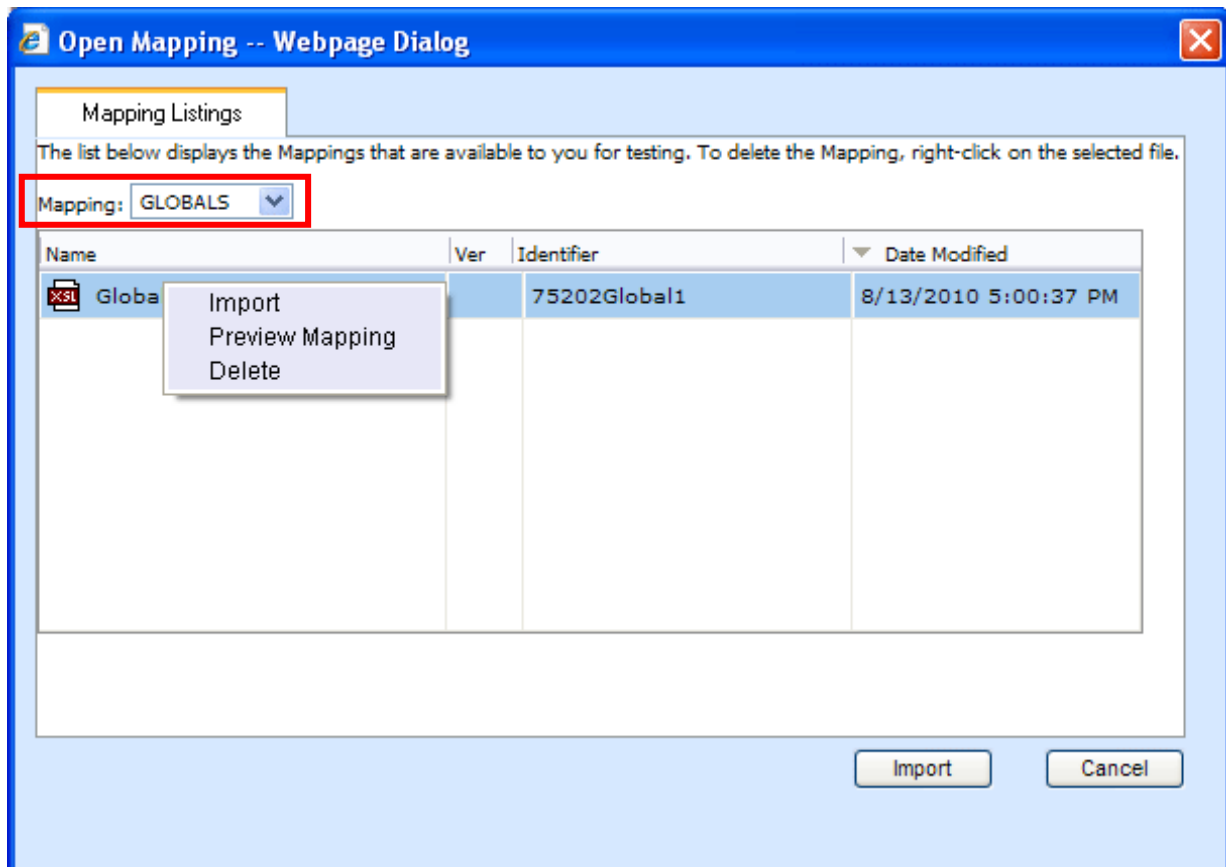 Open Mapping -- Webpage Dialog
Mapping Listings
The list below displays the Mappings that are available to you for testing. To delete the Mapping, right-click on the selected file.
Mapping: GLOBALS
Name Ver Identifier Date Modified
XSL Globa 75202Global1 8/13/2010 5:00:37 PM
Import
Preview Mapping
Delete
Import Cancel